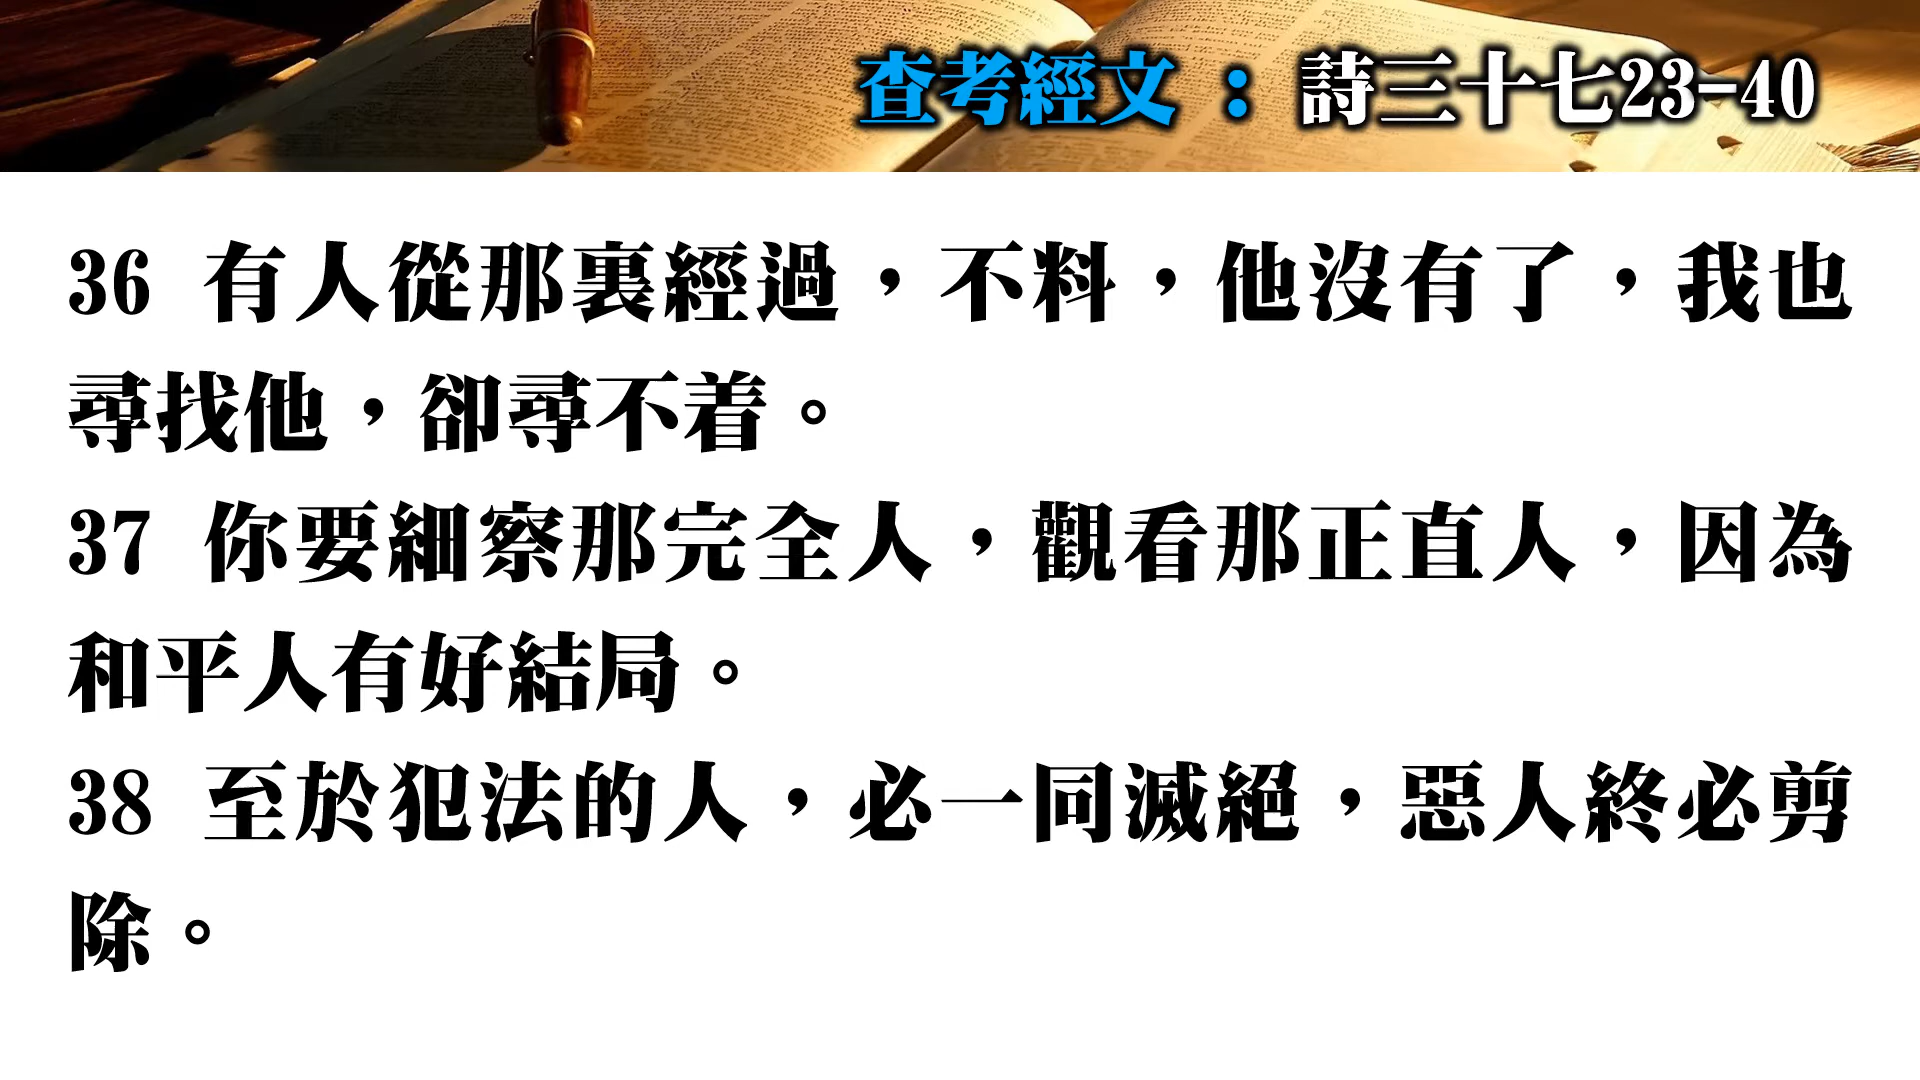 查考經文 : 詩三十七23-40
36 有人從那裏經過，不料，他沒有了，我也
尋找他，卻尋不着。
37 你要細察那完全人，觀看那正直人，因為
和平人有好結局。
38 至於犯法的人，必一同滅絕，惡人終必剪
除。